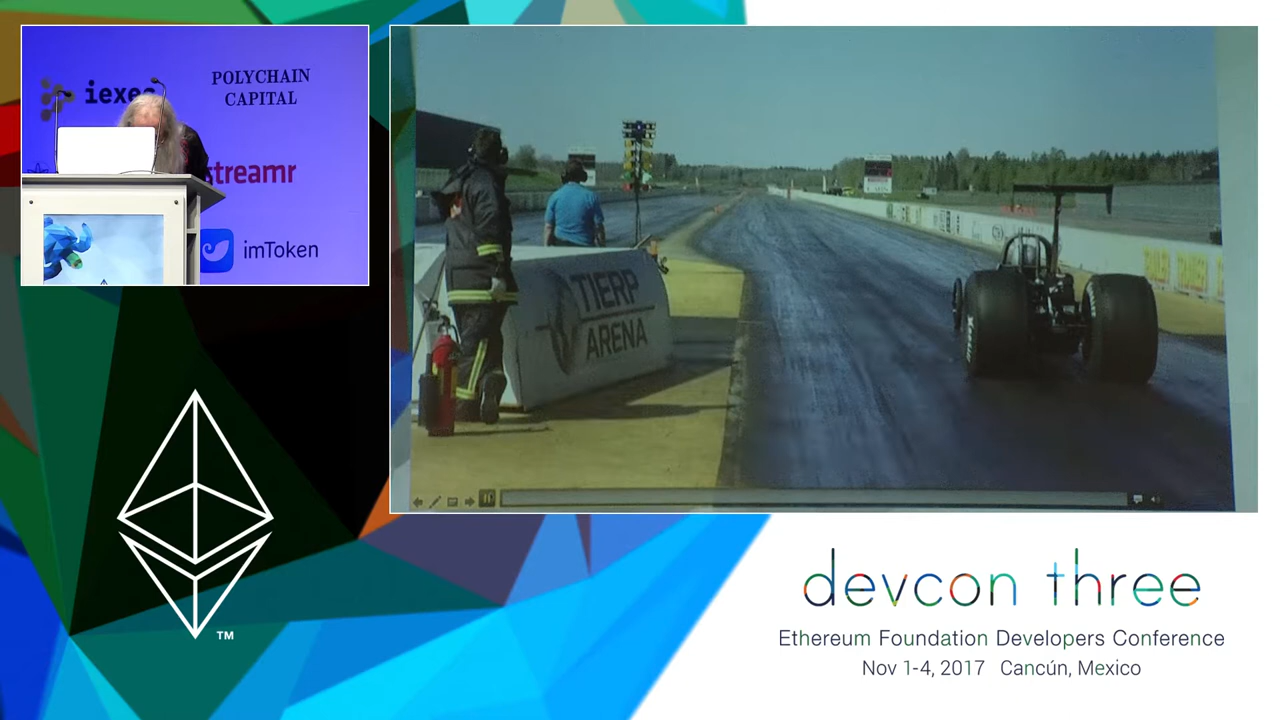 iexec
POLYCHAIN
CAPITAL
streamr
imToken
TIERP
ARENA
TM
devcon three
Ethereum Foundation Developers Conference
Nov 1-4, 2017 Cancún, Mexico